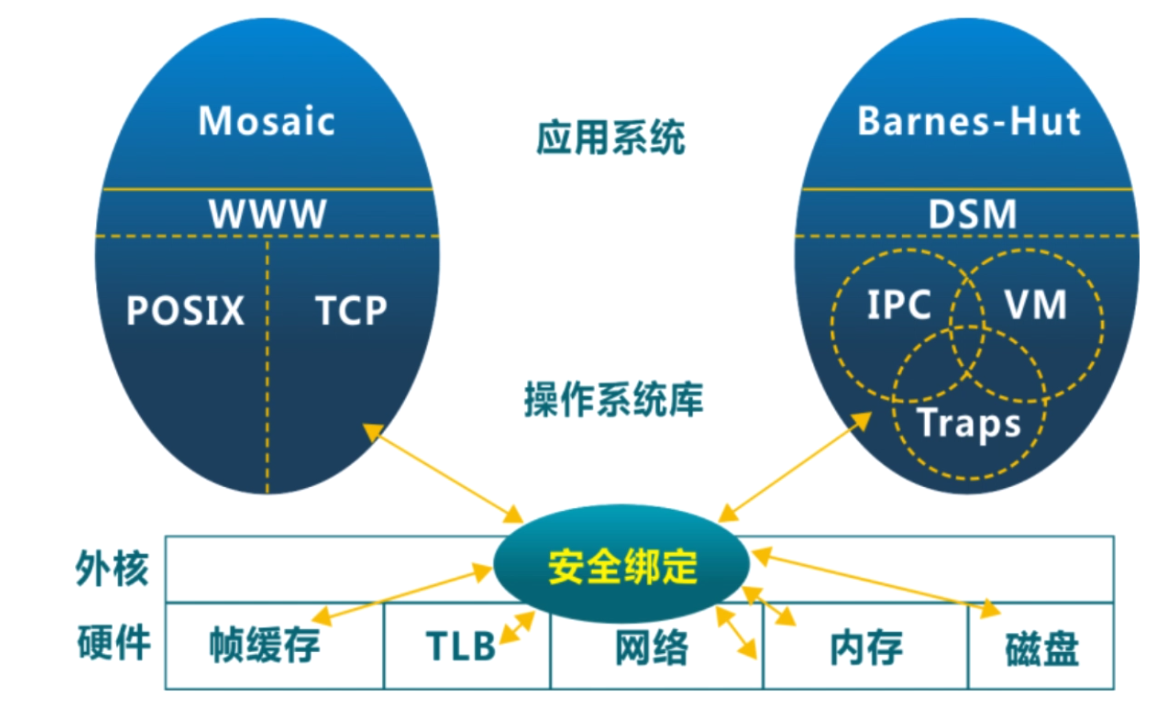 Mosaic
应用系统
Barnes-Hut
WWW
DSM
POSIX
TCP
IPC
VM
操作系统库
Traps
外核
安全绑定
硬件
帧缓存
TLB
网络
内存
磁盘